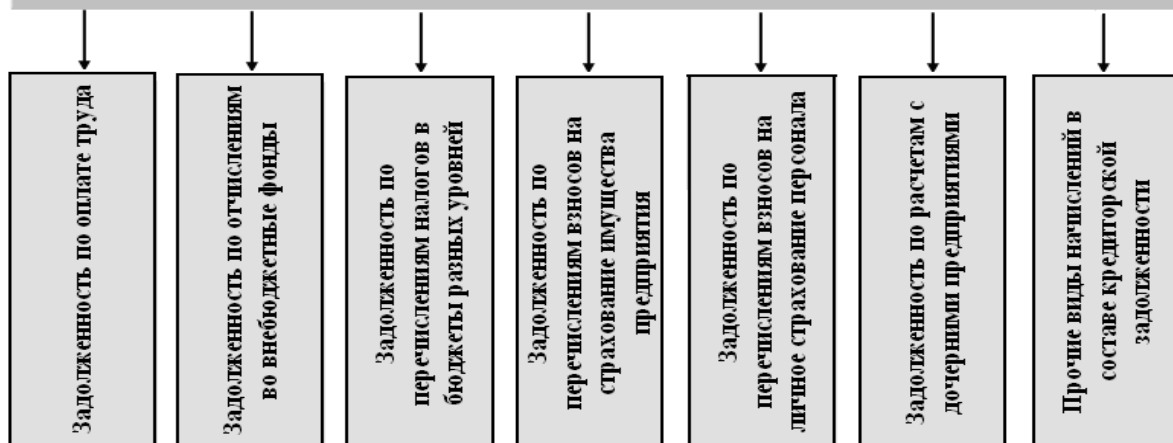 Задолженность по оплате труда
Задолженность по отчислениям
во внебюджетные фонды
Задолженность по
перечислениям налогов в
бюджеты разных уровней
Задолженность по
перечислениям взносов на
страхование имущества
предприятия
Задолженность по
перечислениям взносов на
личное страхование персонала
Задолженность по расчетам с
дочерними предприятиями
Прочие виды начислений в
составе кредиторской
задолженности